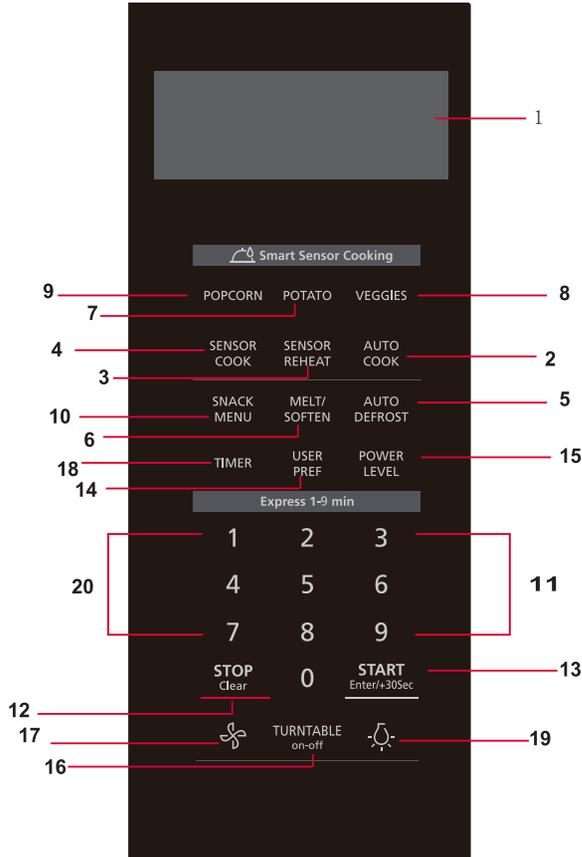 1
Smart Sensor Cooking
9 POPCORN POTATO VEGGIES 8
7
4 SENSOR COOK SENSOR REHEAT AUTO COOK 2
3
10 SNACK MENU MELT/ SOFTEN AUTO DEFROST 5
6
18 TIMER USER PREF POWER LEVEL 15
14
Express 1-9 min
1 2 3
20 4 5 6 11
7 8 9
STOP Clear 0 START Enter/+30Sec 13
12
17 TURNTABLE on-off 19
16